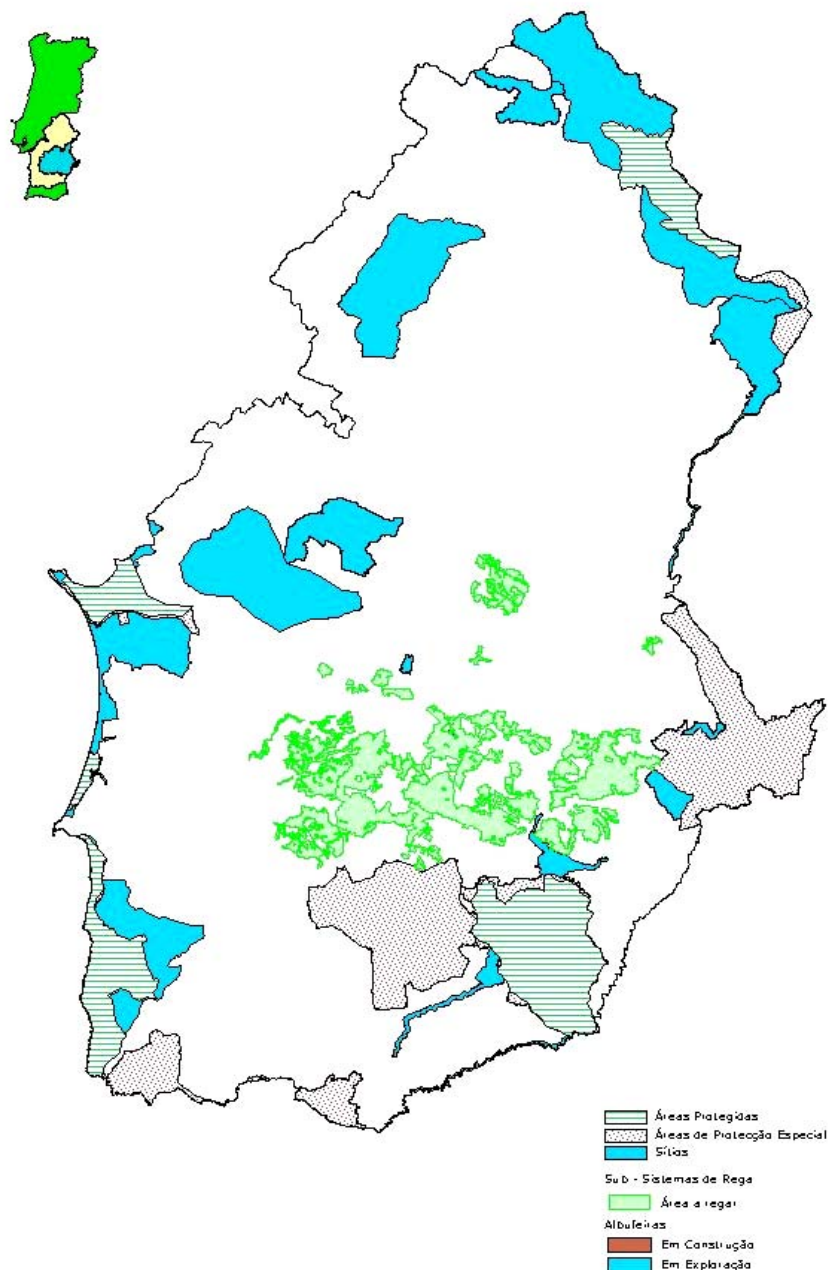 Áreas Protegidas
Áreas de Protecção Especial
Sítios
Sub - Sistemas de Rega
Área a regar
Albufeiras
Em Construção
Em Exploração